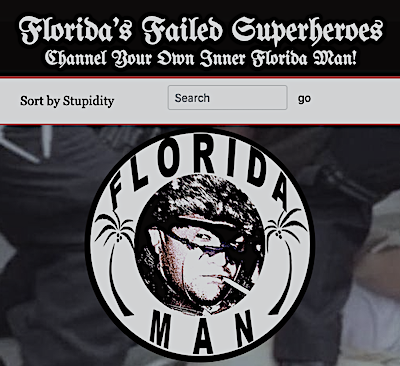 Florida's Failed Superheroes
Channel Your Own Inner Florida Man!
Sort by Stupidity
Search
go
FLORIDA
MAN